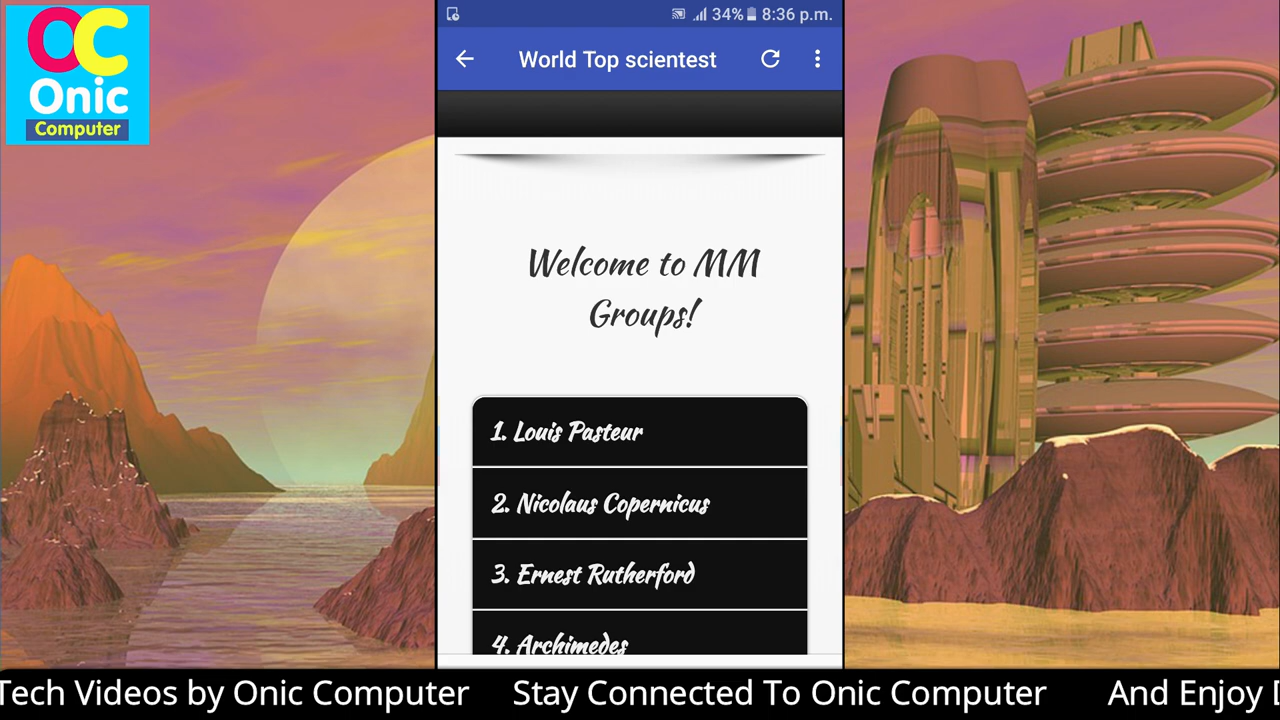 OC
Onic
Computer
34% 8:36 p.m.
World Top scientest
Welcome to MM
Groups!
1. Louis Pasteur
2. Nicolaus Copernicus
3. Ernest Rutherford
4. Archimedes
Tech Videos by Onic Computer Stay Connected To Onic Computer And Enjoy